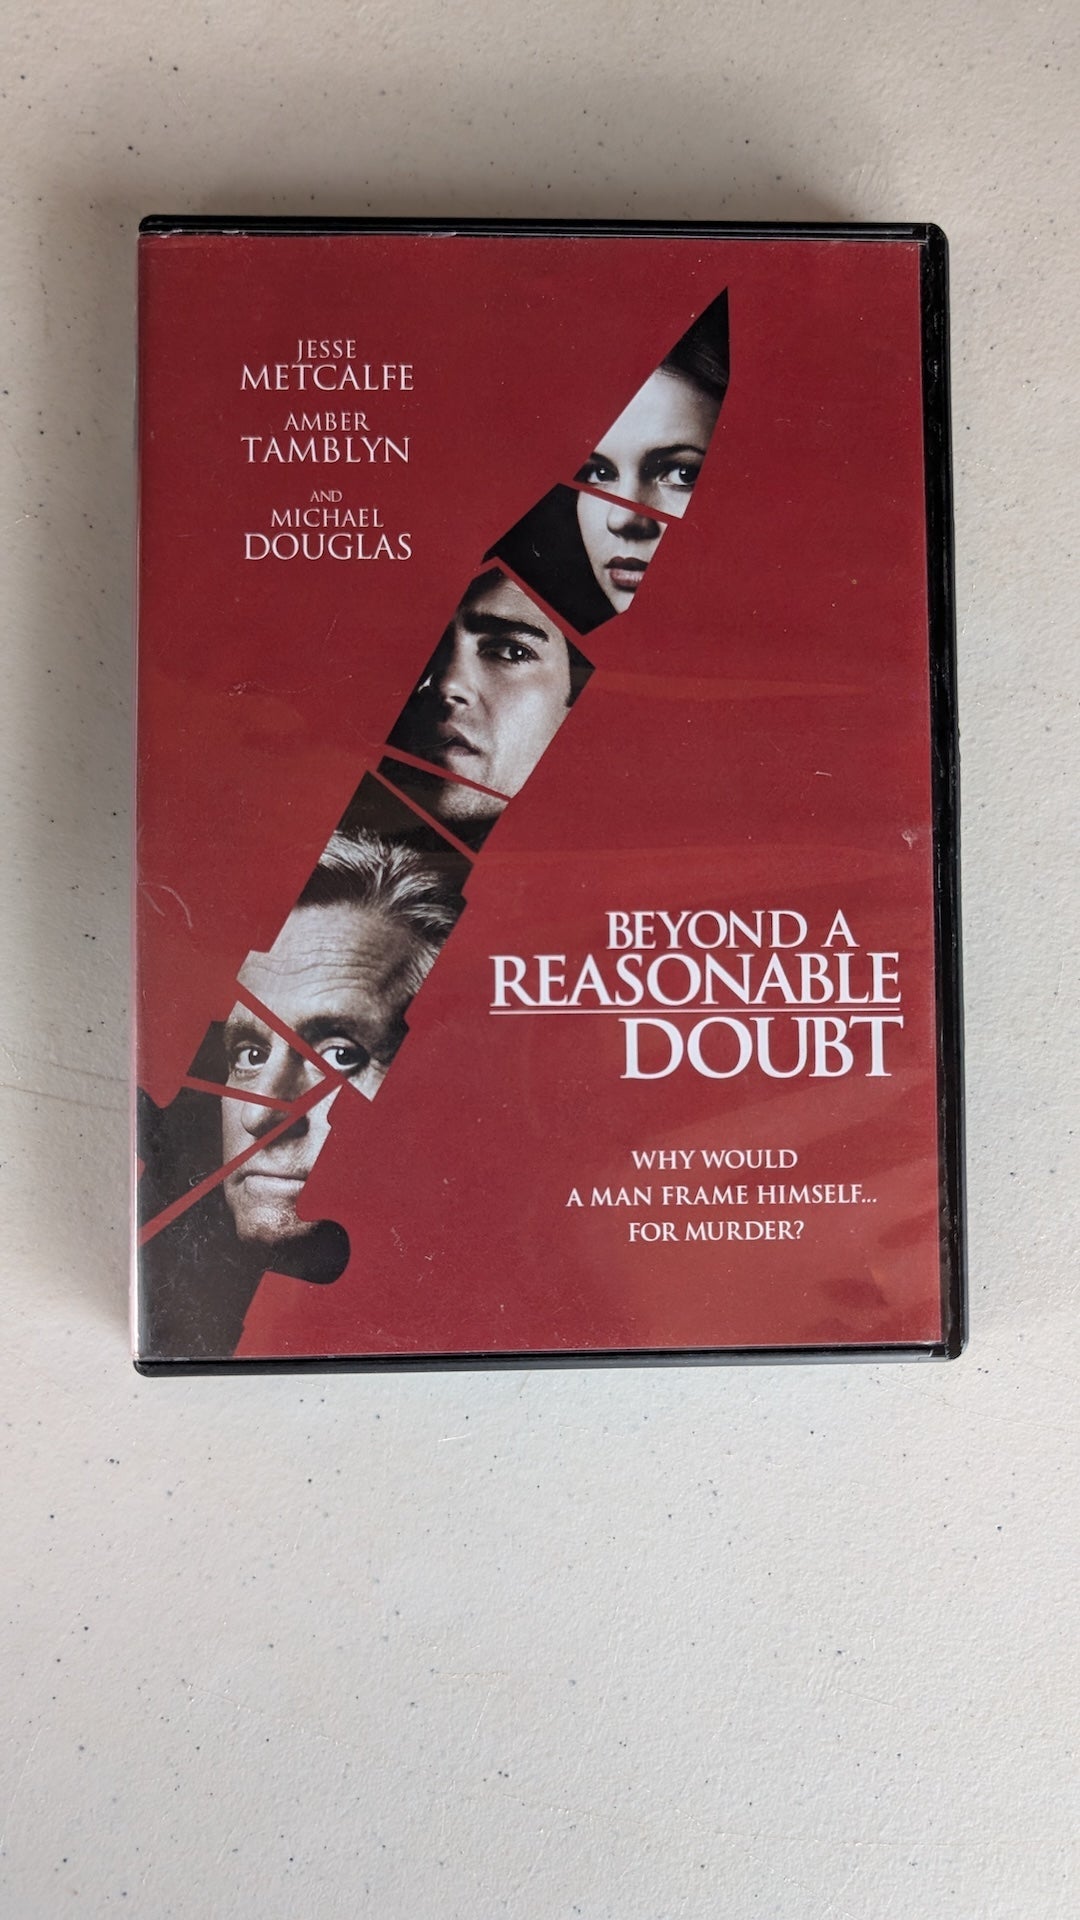 JESSE
METCALFE
AMBER
TAMBLYN
AND
MICHAEL
DOUGLAS
BEYOND A
REASONABLE
DOUBT
WHY WOULD
A MAN FRAME HIMSELF...
FOR MURDER?